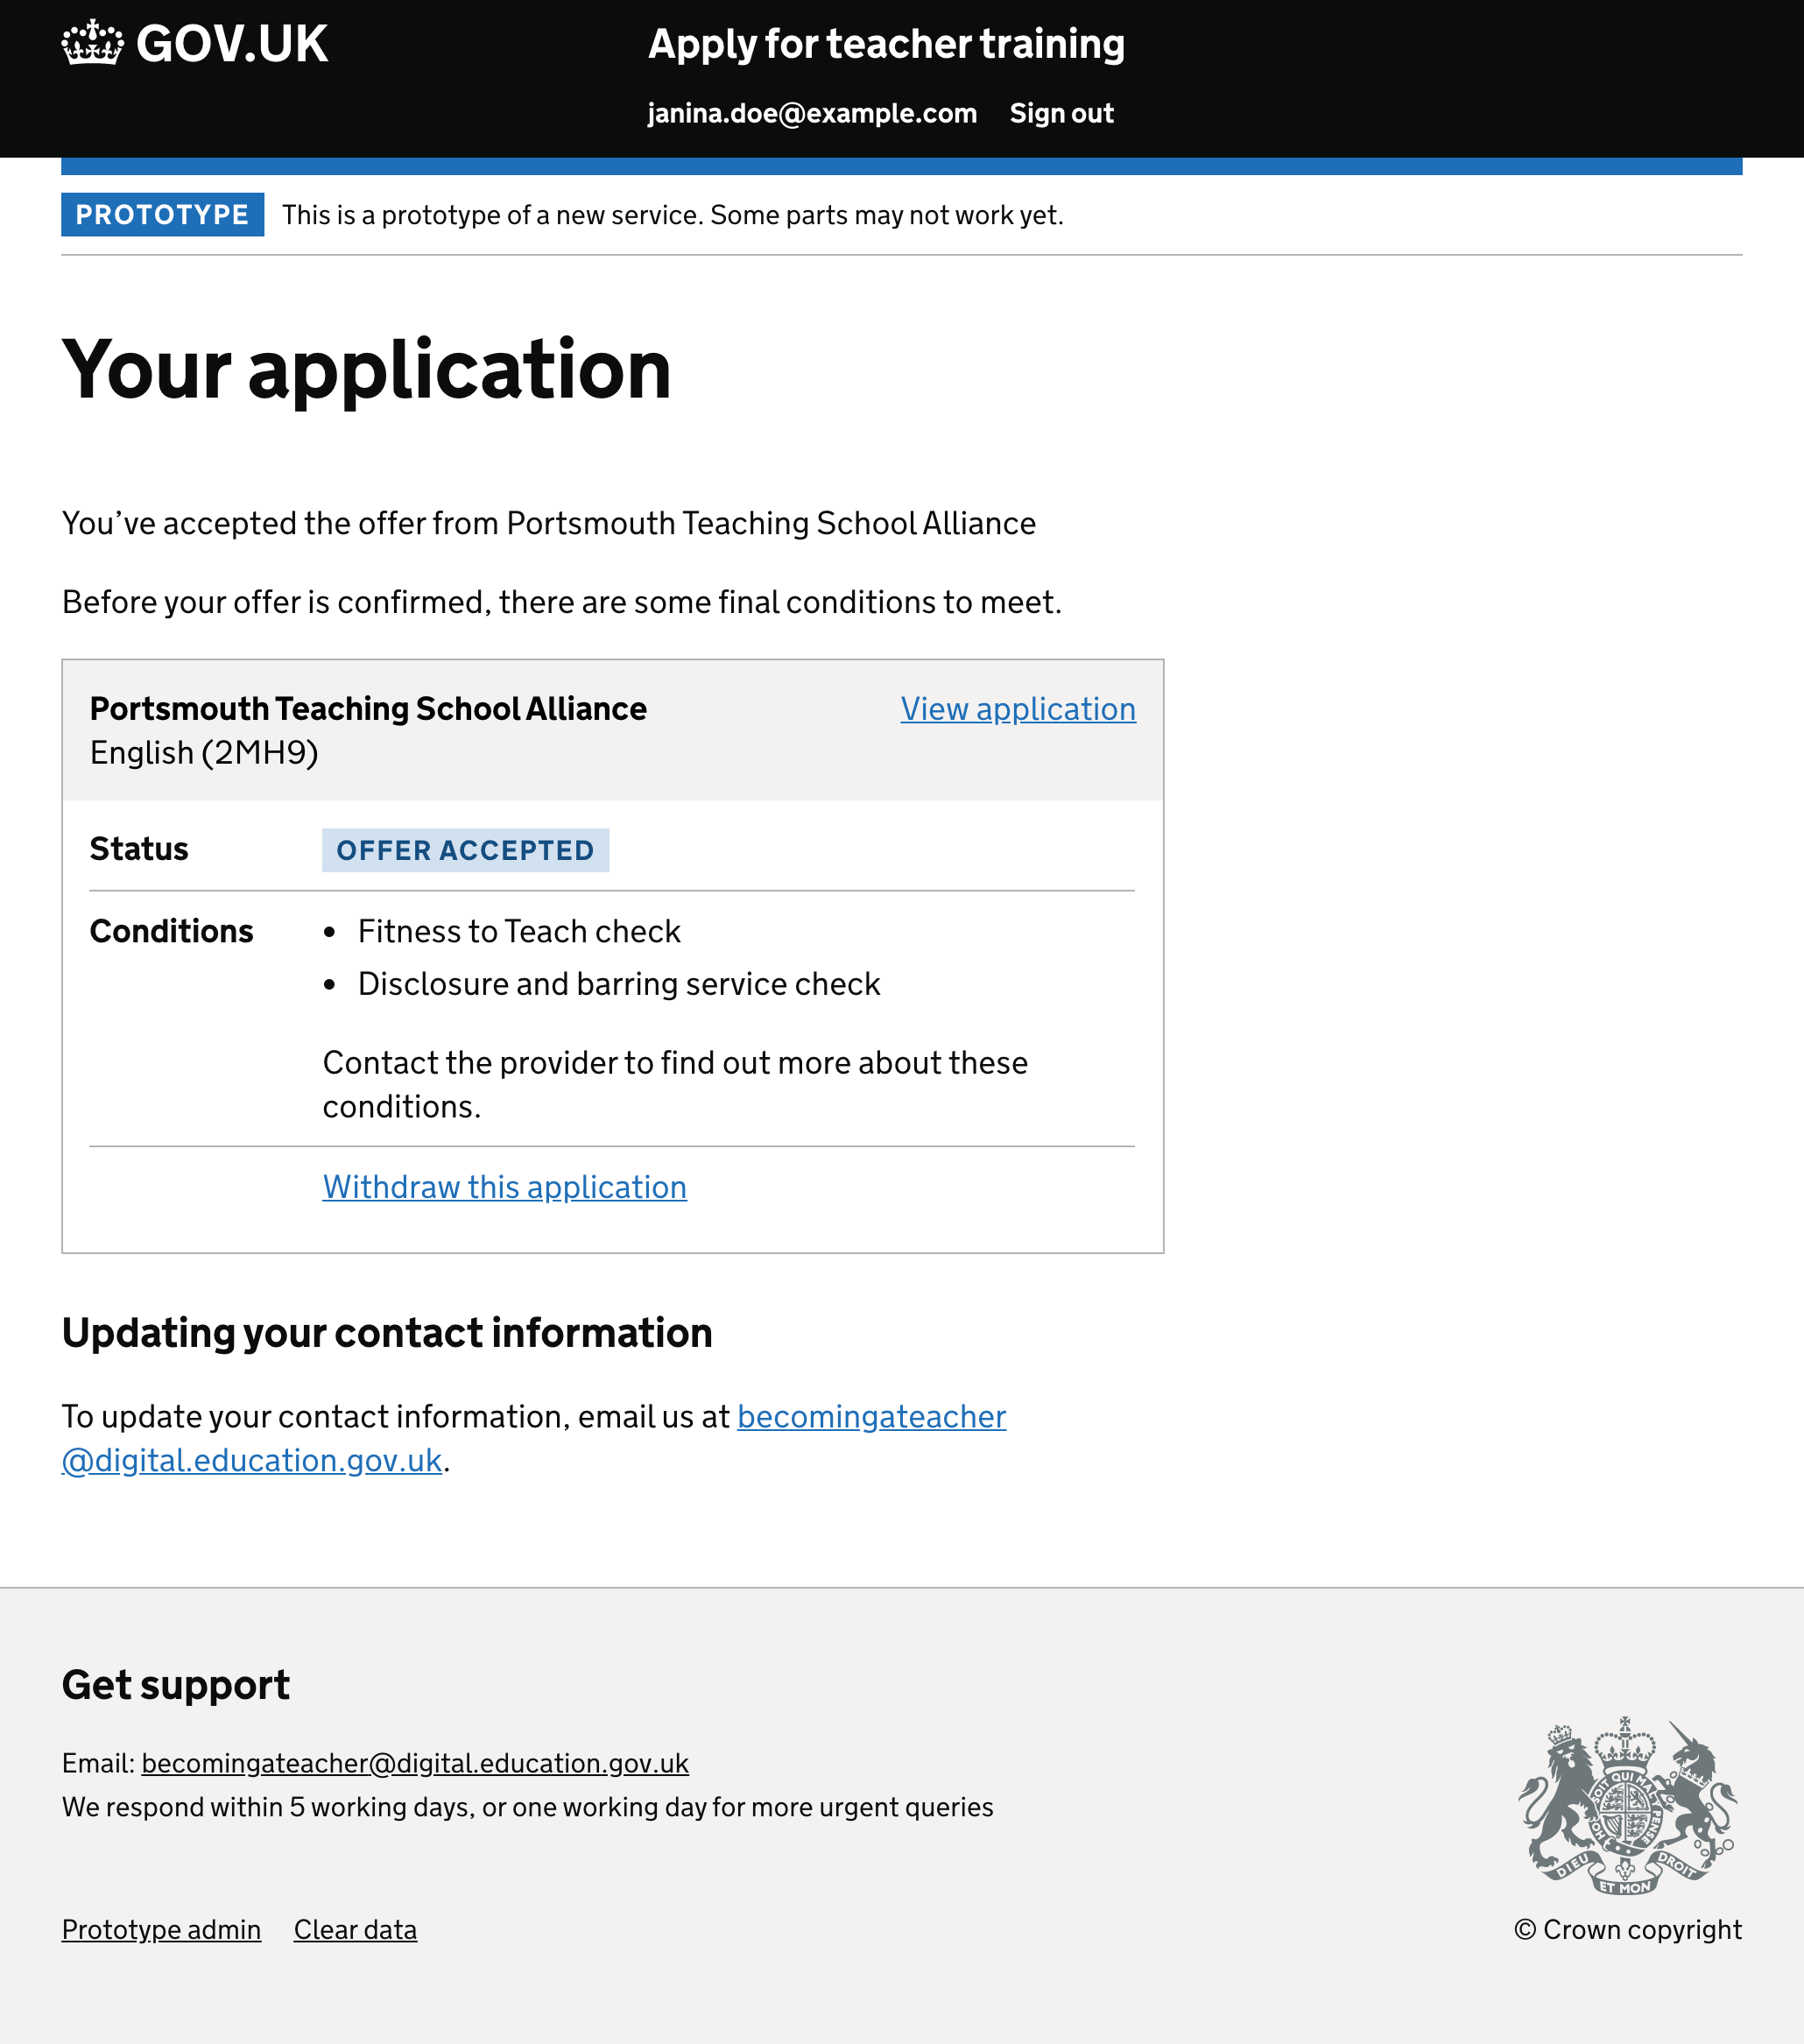 GOV.UK
Apply for teacher training
janina.doe@example.com Sign out
PROTOTYPE This is a prototype of a new service. Some parts may not work yet.
Your application
You’ve accepted the offer from Portsmouth Teaching School Alliance
Before your offer is confirmed, there are some final conditions to meet.
Portsmouth Teaching School Alliance View application
English (2MH9)
Status OFFER ACCEPTED
Conditions • Fitness to Teach check
• Disclosure and barring service check
Contact the provider to find out more about these
conditions.
Withdraw this application
Updating your contact information
To update your contact information, email us at becomingateacher
@digital.education.gov.uk.
Get support
Email: becomingateacher@digital.education.gov.uk
We respond within 5 working days, or one working day for more urgent queries
SOIT QUI MAL
PENSE
HON
DIEU ET MON DROIT
Prototype admin Clear data
© Crown copyright